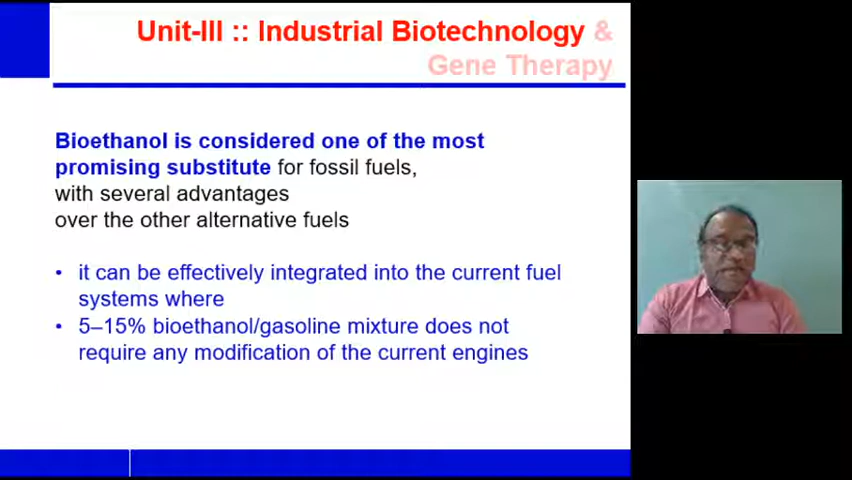 Unit-III :: Industrial Biotechnology &
Gene Therapy
Bioethanol is considered one of the most
promising substitute for fossil fuels,
with several advantages
over the other alternative fuels
• it can be effectively integrated into the current fuel
systems where
• 5–15% bioethanol/gasoline mixture does not
require any modification of the current engines